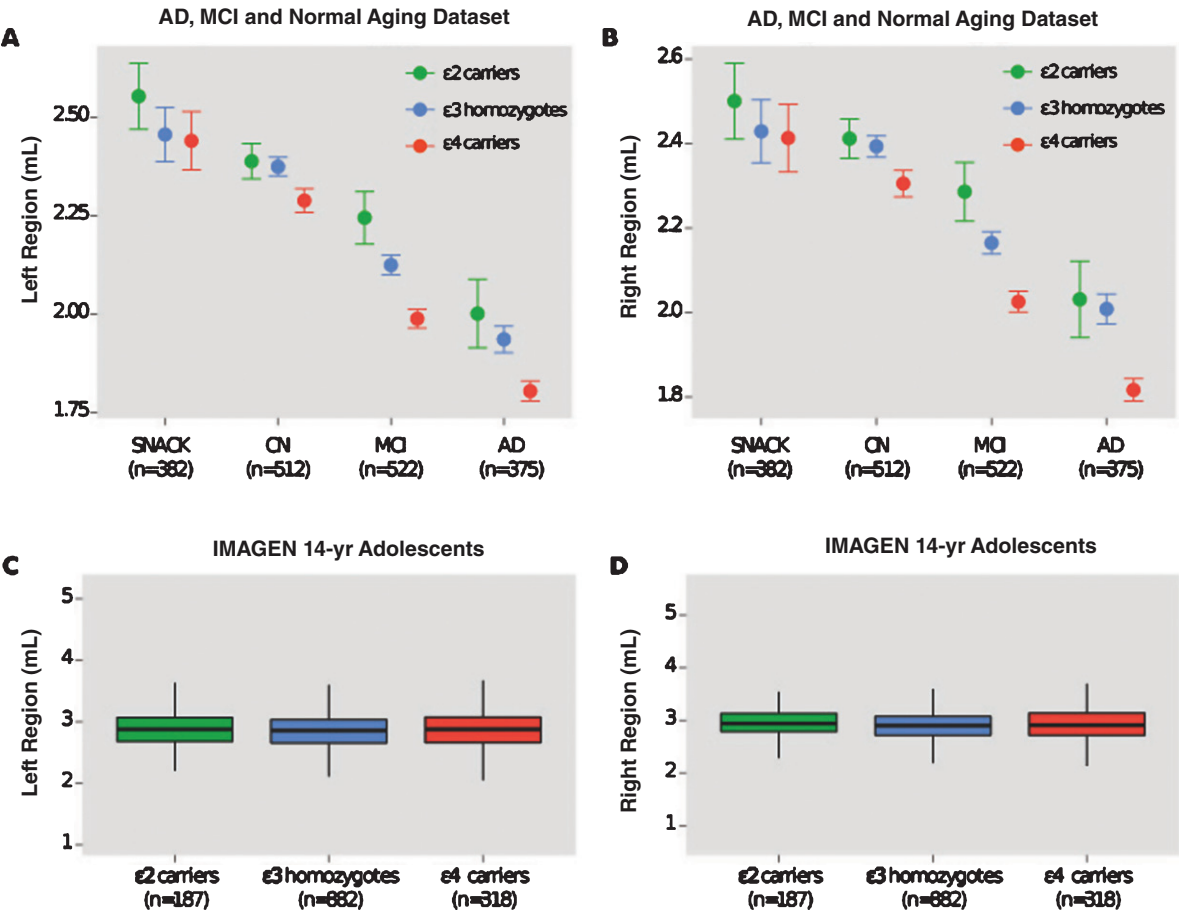 AD, MCI and Normal Aging Dataset
A
ε2 carriers
ε3 homozygotes
ε4 carriers
Left Region (mL)
2.50
2.25
2.00
1.75
SNACK CN MCI AD
(n=382) (n=512) (n=522) (n=375)
AD, MCI and Normal Aging Dataset
B
ε2 carriers
ε3 homozygotes
ε4 carriers
Right Region (mL)
2.6
2.4
2.2
2.0
1.8
SNACK CN MCI AD
(n=382) (n=512) (n=522) (n=375)
IMAGEN 14-yr Adolescents
C
Left Region (mL)
5
4
3
2
1
ε2 carriers ε3 homozygotes ε4 carriers
(n=187) (n=882) (n=318)
IMAGEN 14-yr Adolescents
D
Right Region (mL)
5
4
3
2
1
ε2 carriers ε3 homozygotes ε4 carriers
(n=187) (n=882) (n=318)